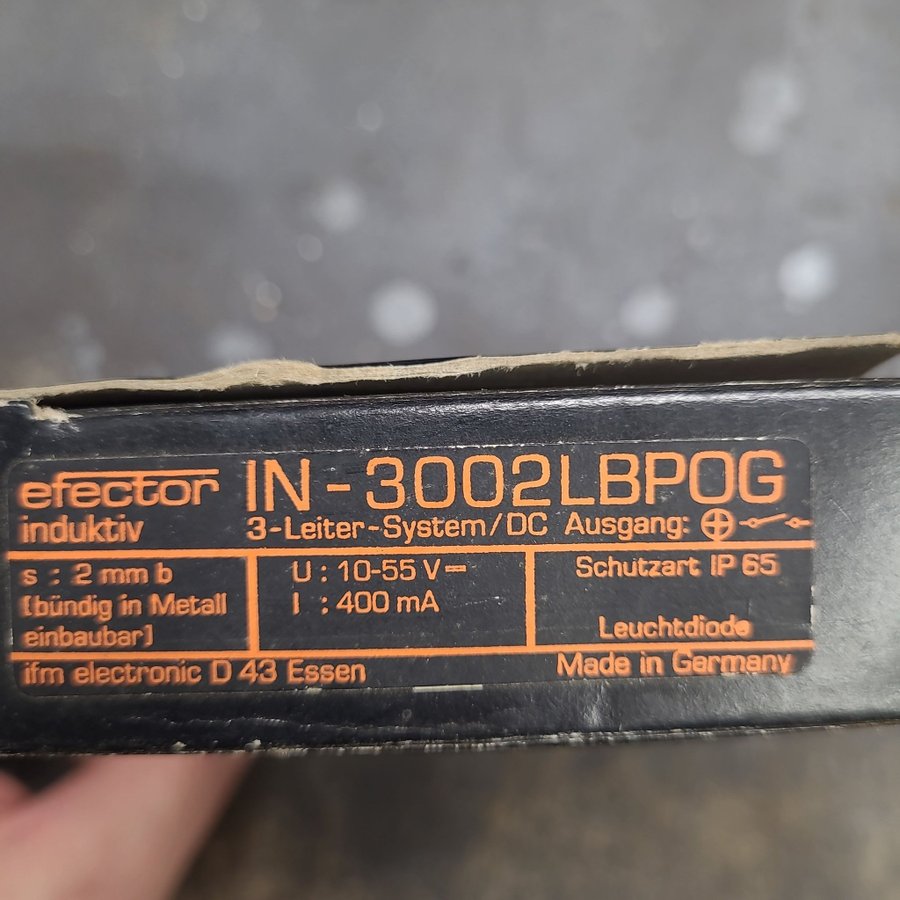 efector IN-3002LBPOG
induktiv 3-Leiter-System/DC Ausgang:
s : 2 mm b
(bündig in Metall
einbaubar)
U : 10-55 V
I : 400 mA
Schutzart IP 65
Leuchtdiode
ifm electronic D 43 Essen
Made in Germany